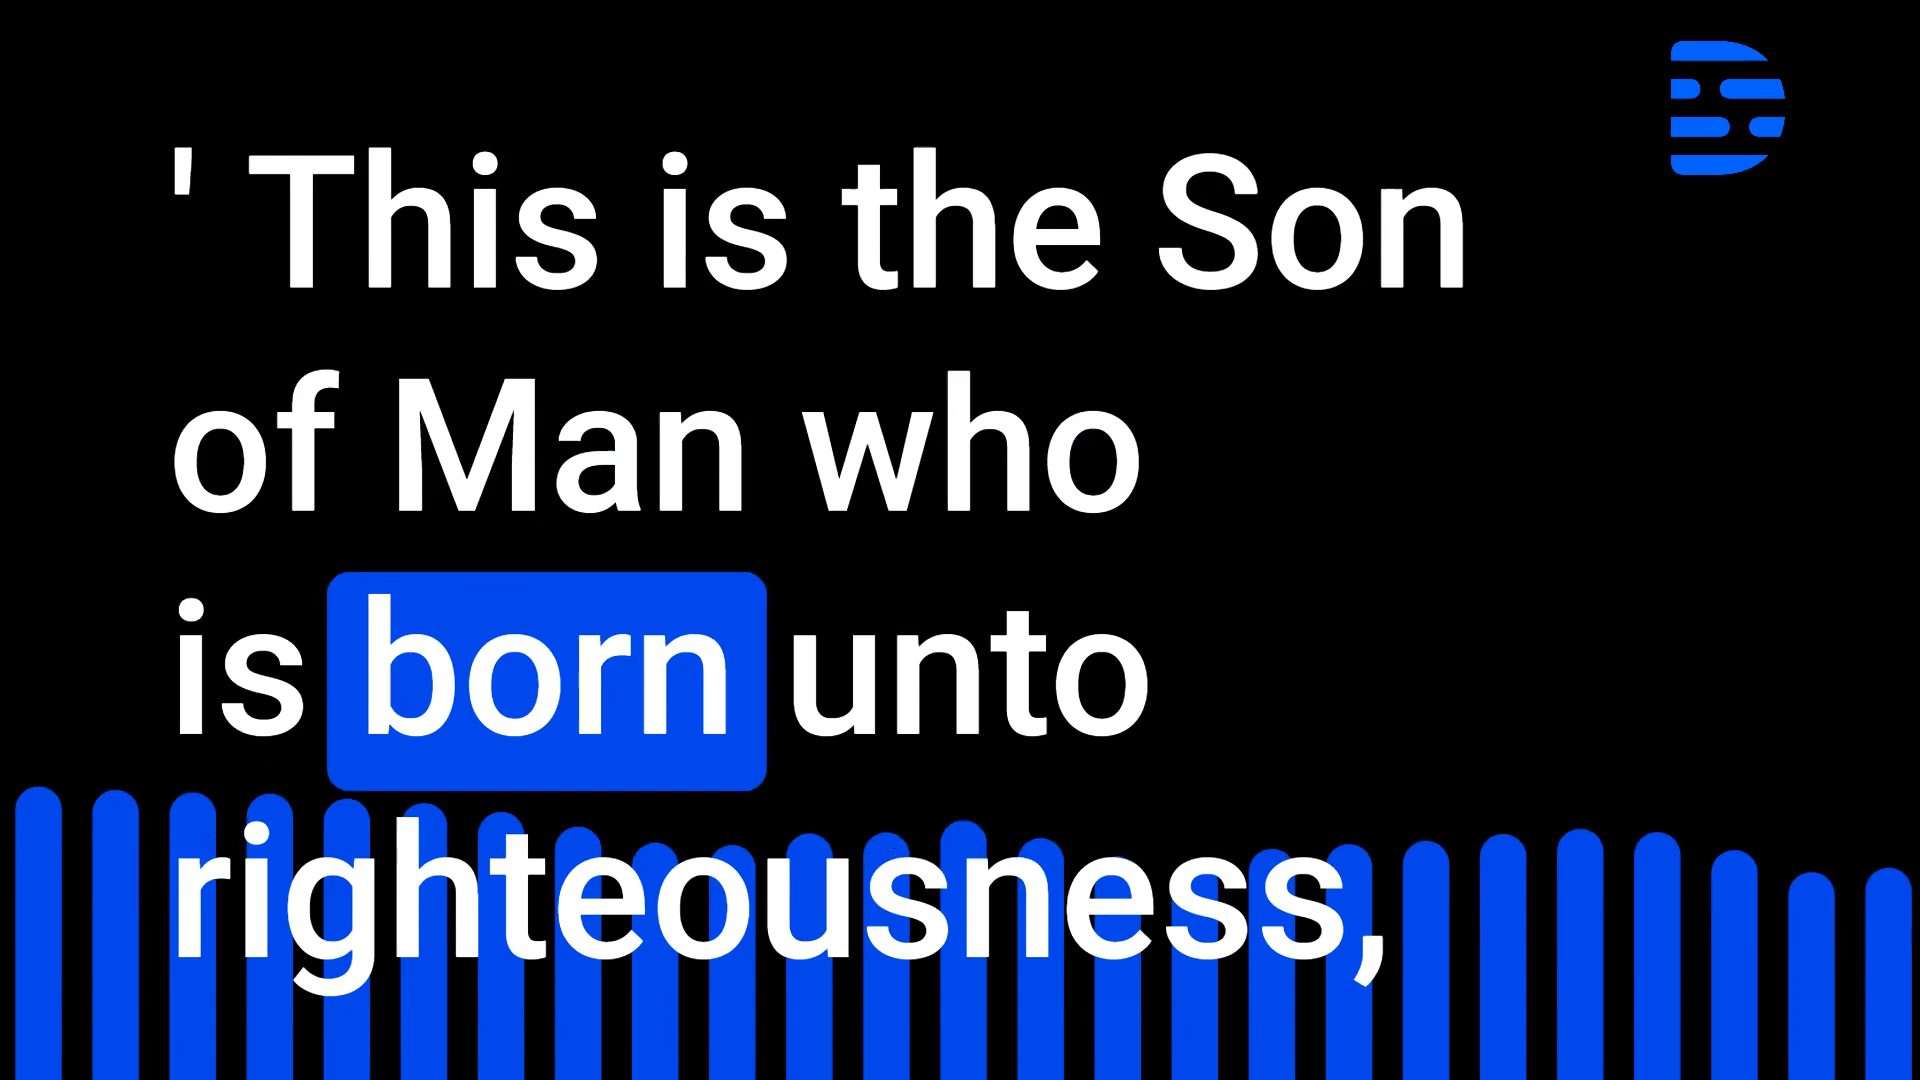 ' This is the Son
of Man who
is born unto
righteousness,